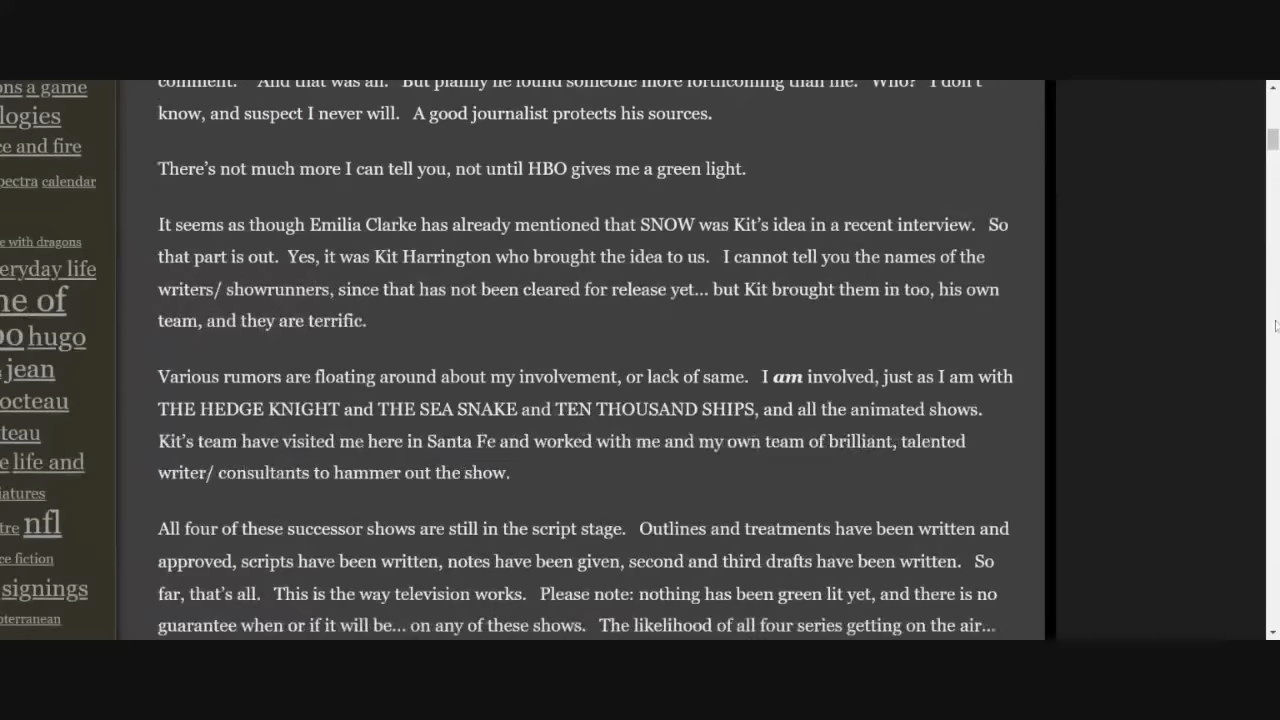 ons a game
logies
ce and fire
pectra calendar
e with dragons
eryday life
ne of
oo hugo
jean
octeau
teau
e life and
iatures
tre nfl
ce fiction
signings
oterranean
comment. And that was all. But plainly he found someone more forthcoming than me. Who? I don't
know, and suspect I never will. A good journalist protects his sources.
There's not much more I can tell you, not until HBO gives me a green light.
It seems as though Emilia Clarke has already mentioned that SNOW was Kit's idea in a recent interview. So
that part is out. Yes, it was Kit Harrington who brought the idea to us. I cannot tell you the names of the
writers/ showrunners, since that has not been cleared for release yet... but Kit brought them in too, his own
team, and they are terrific.
Various rumors are floating around about my involvement, or lack of same. I am involved, just as I am with
THE HEDGE KNIGHT and THE SEA SNAKE and TEN THOUSAND SHIPS, and all the animated shows.
Kit's team have visited me here in Santa Fe and worked with me and my own team of brilliant, talented
writer/ consultants to hammer out the show.
All four of these successor shows are still in the script stage. Outlines and treatments have been written and
approved, scripts have been written, notes have been given, second and third drafts have been written. So
far, that's all. This is the way television works. Please note: nothing has been green lit yet, and there is no
guarantee when or if it will be... on any of these shows. The likelihood of all four series getting on the air...